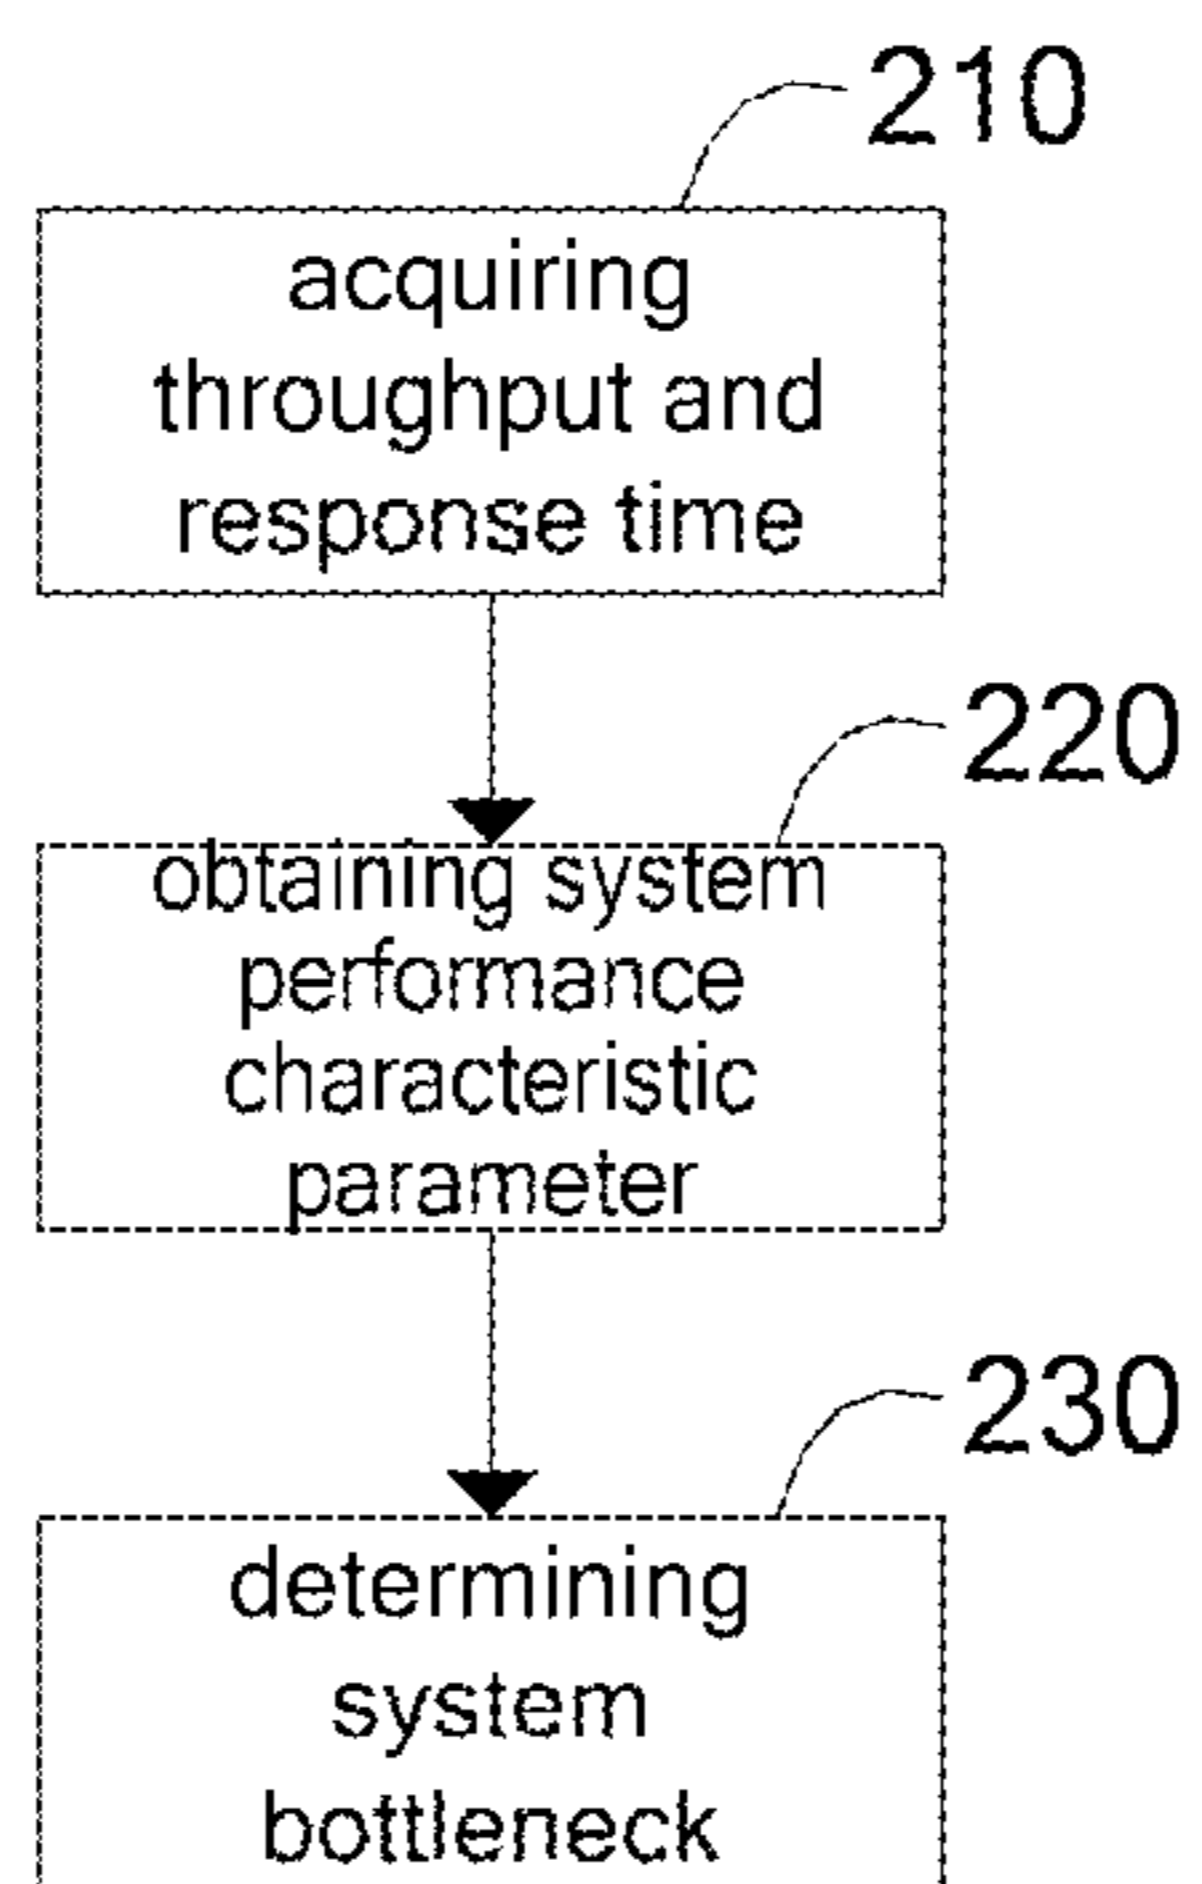 210
acquiring
throughput and
response time
220
obtaining system
performance
characteristic
parameter
230
determining
system
bottleneck